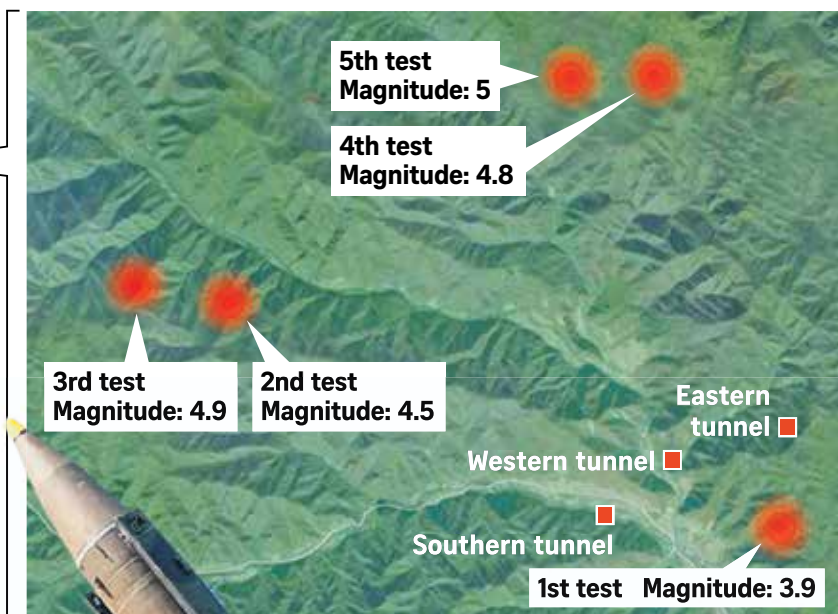 5th test
Magnitude: 5
4th test
Magnitude: 4.8
3rd test
Magnitude: 4.9
2nd test
Magnitude: 4.5
Eastern
tunnel
Western tunnel
Southern tunnel
1st test Magnitude: 3.9